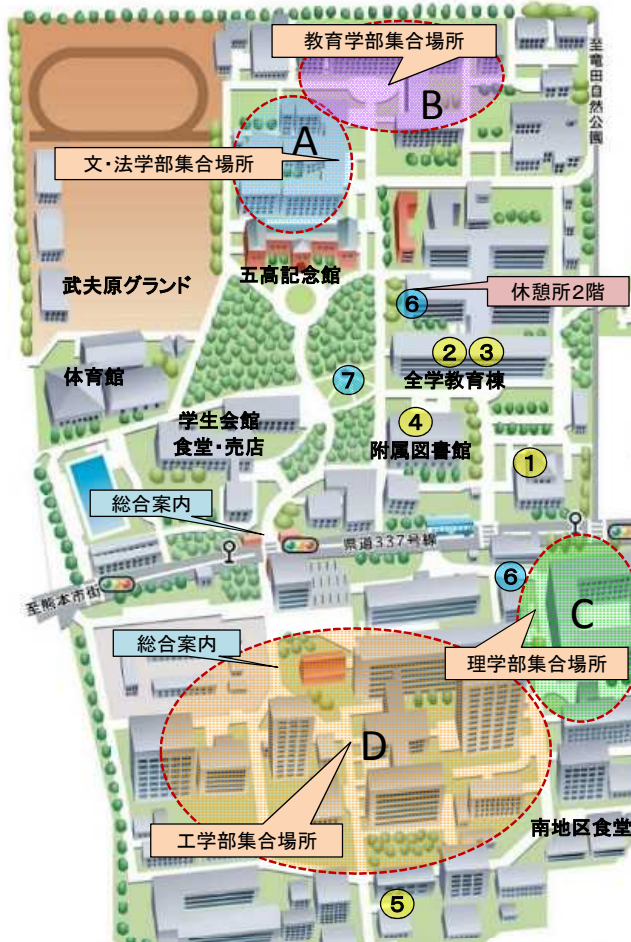 教育学部集合場所
B
至竜田自然公園
A
文・法学部集合場所
五高記念館
武夫原グランド
⑥
休憩所2階
②
③
全学教育棟
体育館
⑦
学生会館
食堂・売店
④
附属図書館
①
総合案内
県道337号線
至熊本市街
⑥
C
総合案内
理学部集合場所
D
工学部集合場所
南地区食堂
⑤